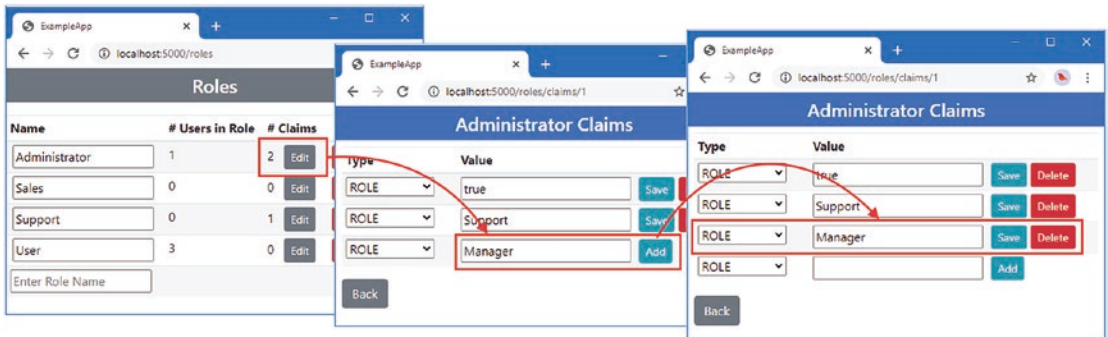 ExampleApp
localhost:5000/roles
Roles
Name # Users in Role # Claims
Administrator 1 2 Edit
Sales 0 0 Edit
Support 0 1 Edit
User 3 0 Edit
Enter Role Name
ExampleApp
localhost:5000/roles/claims/1
Administrator Claims
Type Value
ROLE true Save
ROLE Support Save
ROLE Manager Add
Back
ExampleApp
localhost:5000/roles/claims/1
Administrator Claims
Type Value
ROLE true Save Delete
ROLE Support Save Delete
ROLE Manager Save Delete
ROLE Add
Back